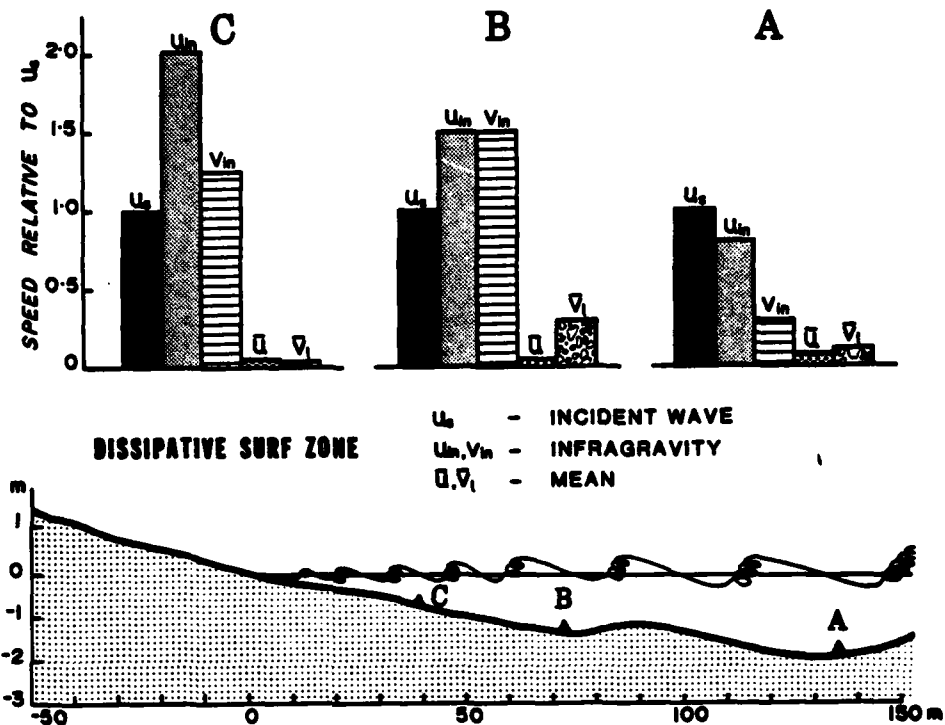 C B A
SPEED RELATIVE TO uₛ
2·0
1·5
1·0
0·5
0
uₛ uᵢₙ vᵢₙ ū v̄ₗ
uₛ uᵢₙ vᵢₙ ū v̄ₗ
uₛ uᵢₙ vᵢₙ ū v̄ₗ
DISSIPATIVE SURF ZONE
uₛ - INCIDENT WAVE
uᵢₙ,vᵢₙ - INFRAGRAVITY
ū,v̄ₗ - MEAN
m
1
0
-1
-2
-3
C B A
-50 0 50 100 150 m